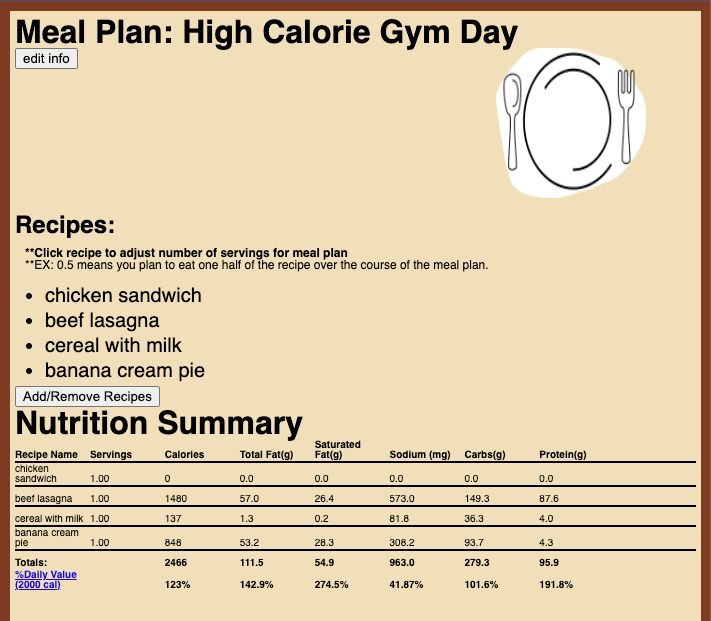 Meal Plan: High Calorie Gym Day
edit info
Recipes:
**Click recipe to adjust number of servings for meal plan
**EX: 0.5 means you plan to eat one half of the recipe over the course of the meal plan.
• chicken sandwich
• beef lasagna
• cereal with milk
• banana cream pie
Add/Remove Recipes
Nutrition Summary
Recipe Name Servings Calories Total Fat(g) Saturated Fat(g) Sodium (mg) Carbs(g) Protein(g)
chicken sandwich 1.00 0 0.0 0.0 0.0 0.0 0.0
beef lasagna 1.00 1480 57.0 26.4 573.0 149.3 87.6
cereal with milk 1.00 137 1.3 0.2 81.8 36.3 4.0
banana cream pie 1.00 848 53.2 28.3 308.2 93.7 4.3
Totals: 2466 111.5 54.9 963.0 279.3 95.9
%Daily Value (2000 cal) 123% 142.9% 274.5% 41.87% 101.6% 191.8%